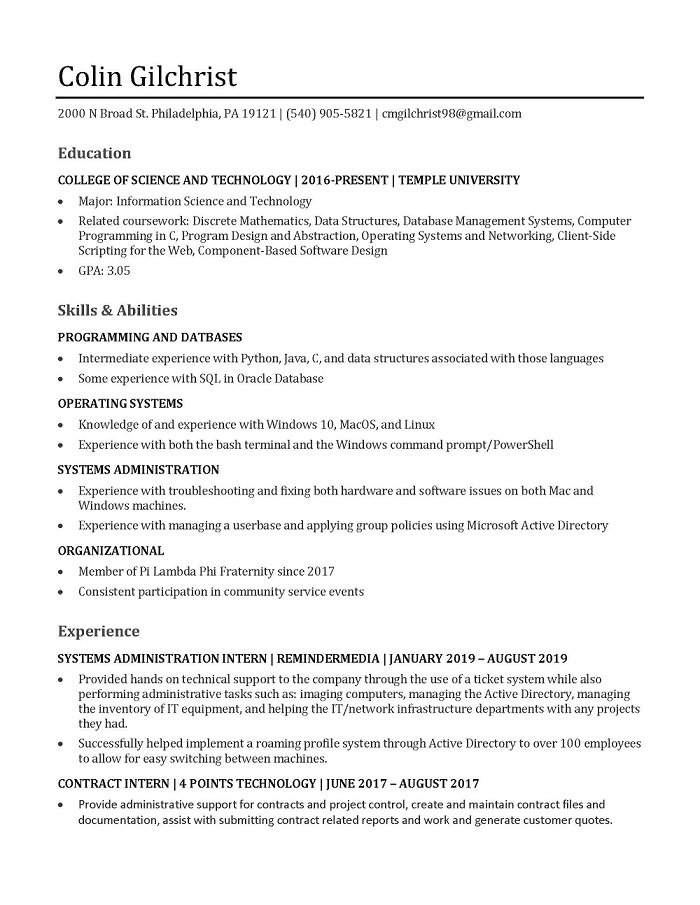 Colin Gilchrist
2000 N Broad St. Philadelphia, PA 19121 | (540) 905-5821 | cmgilchrist98@gmail.com
Education
COLLEGE OF SCIENCE AND TECHNOLOGY | 2016-PRESENT | TEMPLE UNIVERSITY
• Major: Information Science and Technology
• Related coursework: Discrete Mathematics, Data Structures, Database Management Systems, Computer
Programming in C, Program Design and Abstraction, Operating Systems and Networking, Client-Side
Scripting for the Web, Component-Based Software Design
• GPA: 3.05
Skills & Abilities
PROGRAMMING AND DATBASES
• Intermediate experience with Python, Java, C, and data structures associated with those languages
• Some experience with SQL in Oracle Database
OPERATING SYSTEMS
• Knowledge of and experience with Windows 10, MacOS, and Linux
• Experience with both the bash terminal and the Windows command prompt/PowerShell
SYSTEMS ADMINISTRATION
• Experience with troubleshooting and fixing both hardware and software issues on both Mac and
Windows machines.
• Experience with managing a userbase and applying group policies using Microsoft Active Directory
ORGANIZATIONAL
• Member of Pi Lambda Phi Fraternity since 2017
• Consistent participation in community service events
Experience
SYSTEMS ADMINISTRATION INTERN | REMINDERMEDIA | JANUARY 2019 – AUGUST 2019
• Provided hands on technical support to the company through the use of a ticket system while also
performing administrative tasks such as: imaging computers, managing the Active Directory, managing
the inventory of IT equipment, and helping the IT/network infrastructure departments with any projects
they had.
• Successfully helped implement a roaming profile system through Active Directory to over 100 employees
to allow for easy switching between machines.
CONTRACT INTERN | 4 POINTS TECHNOLOGY | JUNE 2017 – AUGUST 2017
• Provide administrative support for contracts and project control, create and maintain contract files and
documentation, assist with submitting contract related reports and work and generate customer quotes.